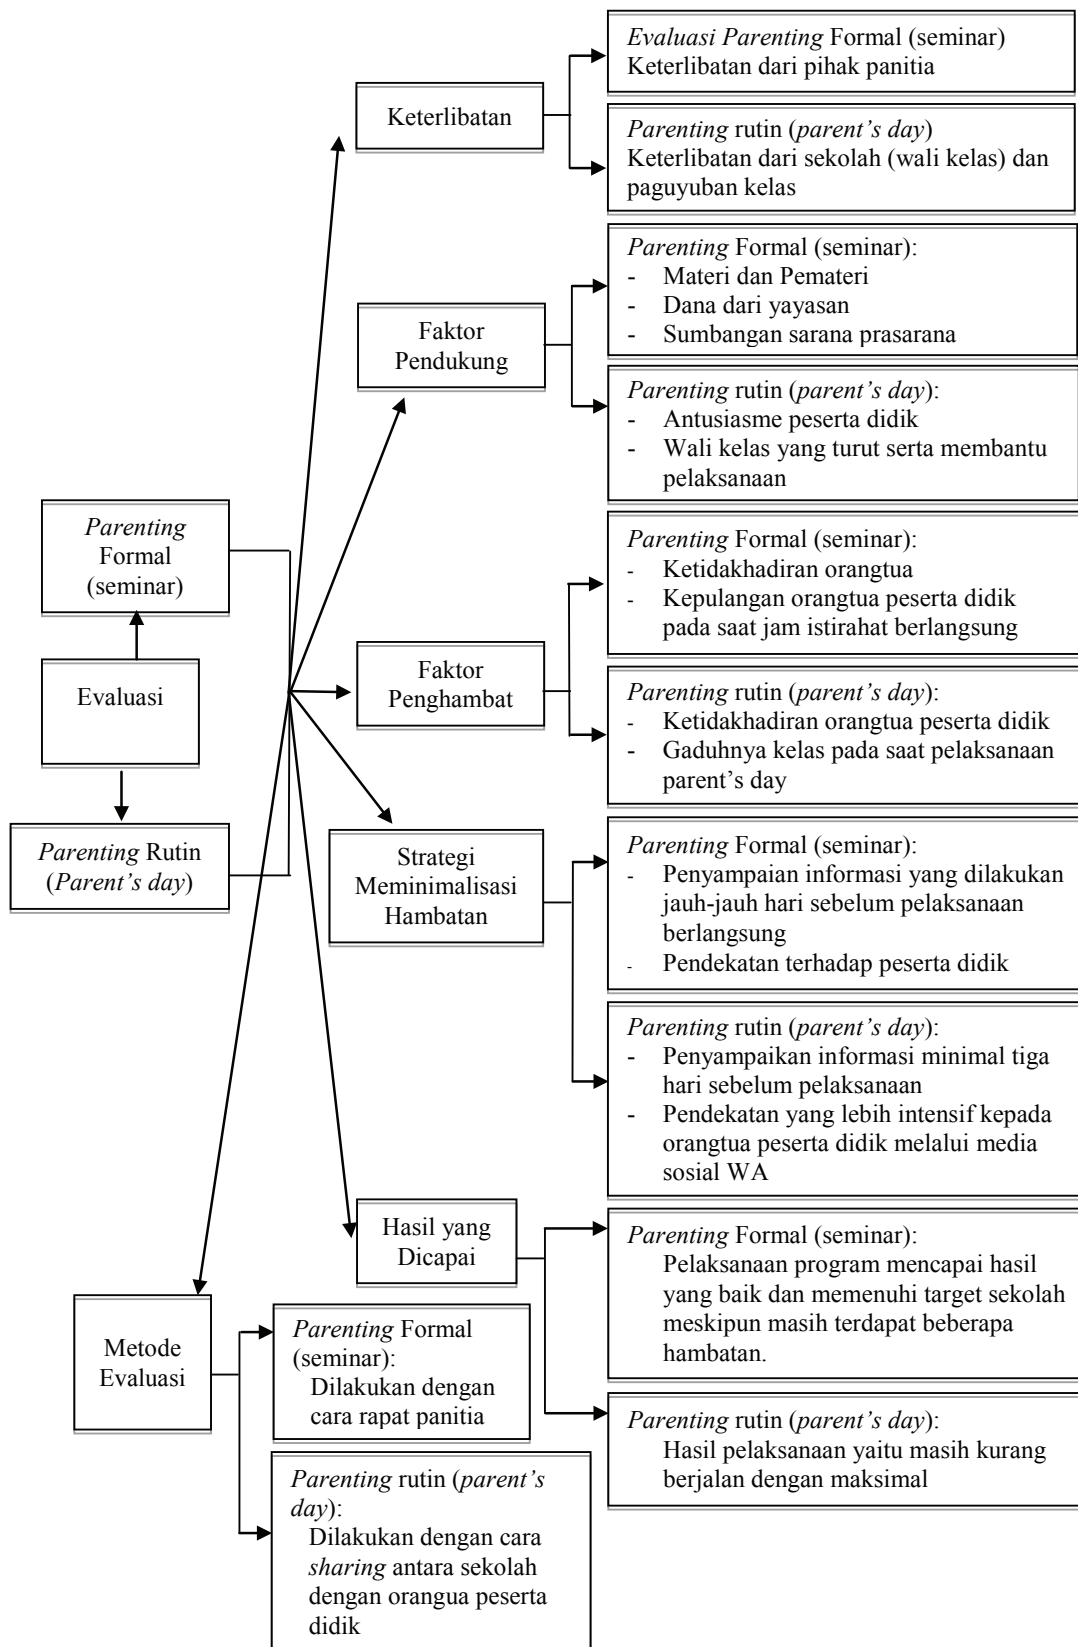 Evaluasi Parenting Formal (seminar)
Keterlibatan dari pihak panitia
Keterlibatan
Parenting rutin (parent’s day)
Keterlibatan dari sekolah (wali kelas) dan
paguyuban kelas
Parenting Formal (seminar):
- Materi dan Pemateri
- Dana dari yayasan
- Sumbangan sarana prasarana
Faktor
Pendukung
Parenting rutin (parent’s day):
- Antusiasme peserta didik
- Wali kelas yang turut serta membantu
pelaksanaan
Parenting
Formal
(seminar)
Evaluasi
Parenting Rutin
(Parent’s day)
Parenting Formal (seminar):
- Ketidakhadiran orangtua
- Kepulangan orangtua peserta didik
pada saat jam istirahat berlangsung
Faktor
Penghambat
Parenting rutin (parent’s day):
- Ketidakhadiran orangtua peserta didik
- Gaduhnya kelas pada saat pelaksanaan
parent’s day
Strategi
Meminimalisasi
Hambatan
Parenting Formal (seminar):
- Penyampaian informasi yang dilakukan
jauh-jauh hari sebelum pelaksanaan
berlangsung
- Pendekatan terhadap peserta didik
Parenting rutin (parent’s day):
- Penyampaikan informasi minimal tiga
hari sebelum pelaksanaan
- Pendekatan yang lebih intensif kepada
orangtua peserta didik melalui media
sosial WA
Hasil yang
Dicapai
Parenting Formal (seminar):
Pelaksanaan program mencapai hasil
yang baik dan memenuhi target sekolah
meskipun masih terdapat beberapa
hambatan.
Parenting rutin (parent’s day):
Hasil pelaksanaan yaitu masih kurang
berjalan dengan maksimal
Metode
Evaluasi
Parenting Formal
(seminar):
Dilakukan dengan
cara rapat panitia
Parenting rutin (parent’s
day):
Dilakukan dengan cara
sharing antara sekolah
dengan orangua peserta
didik